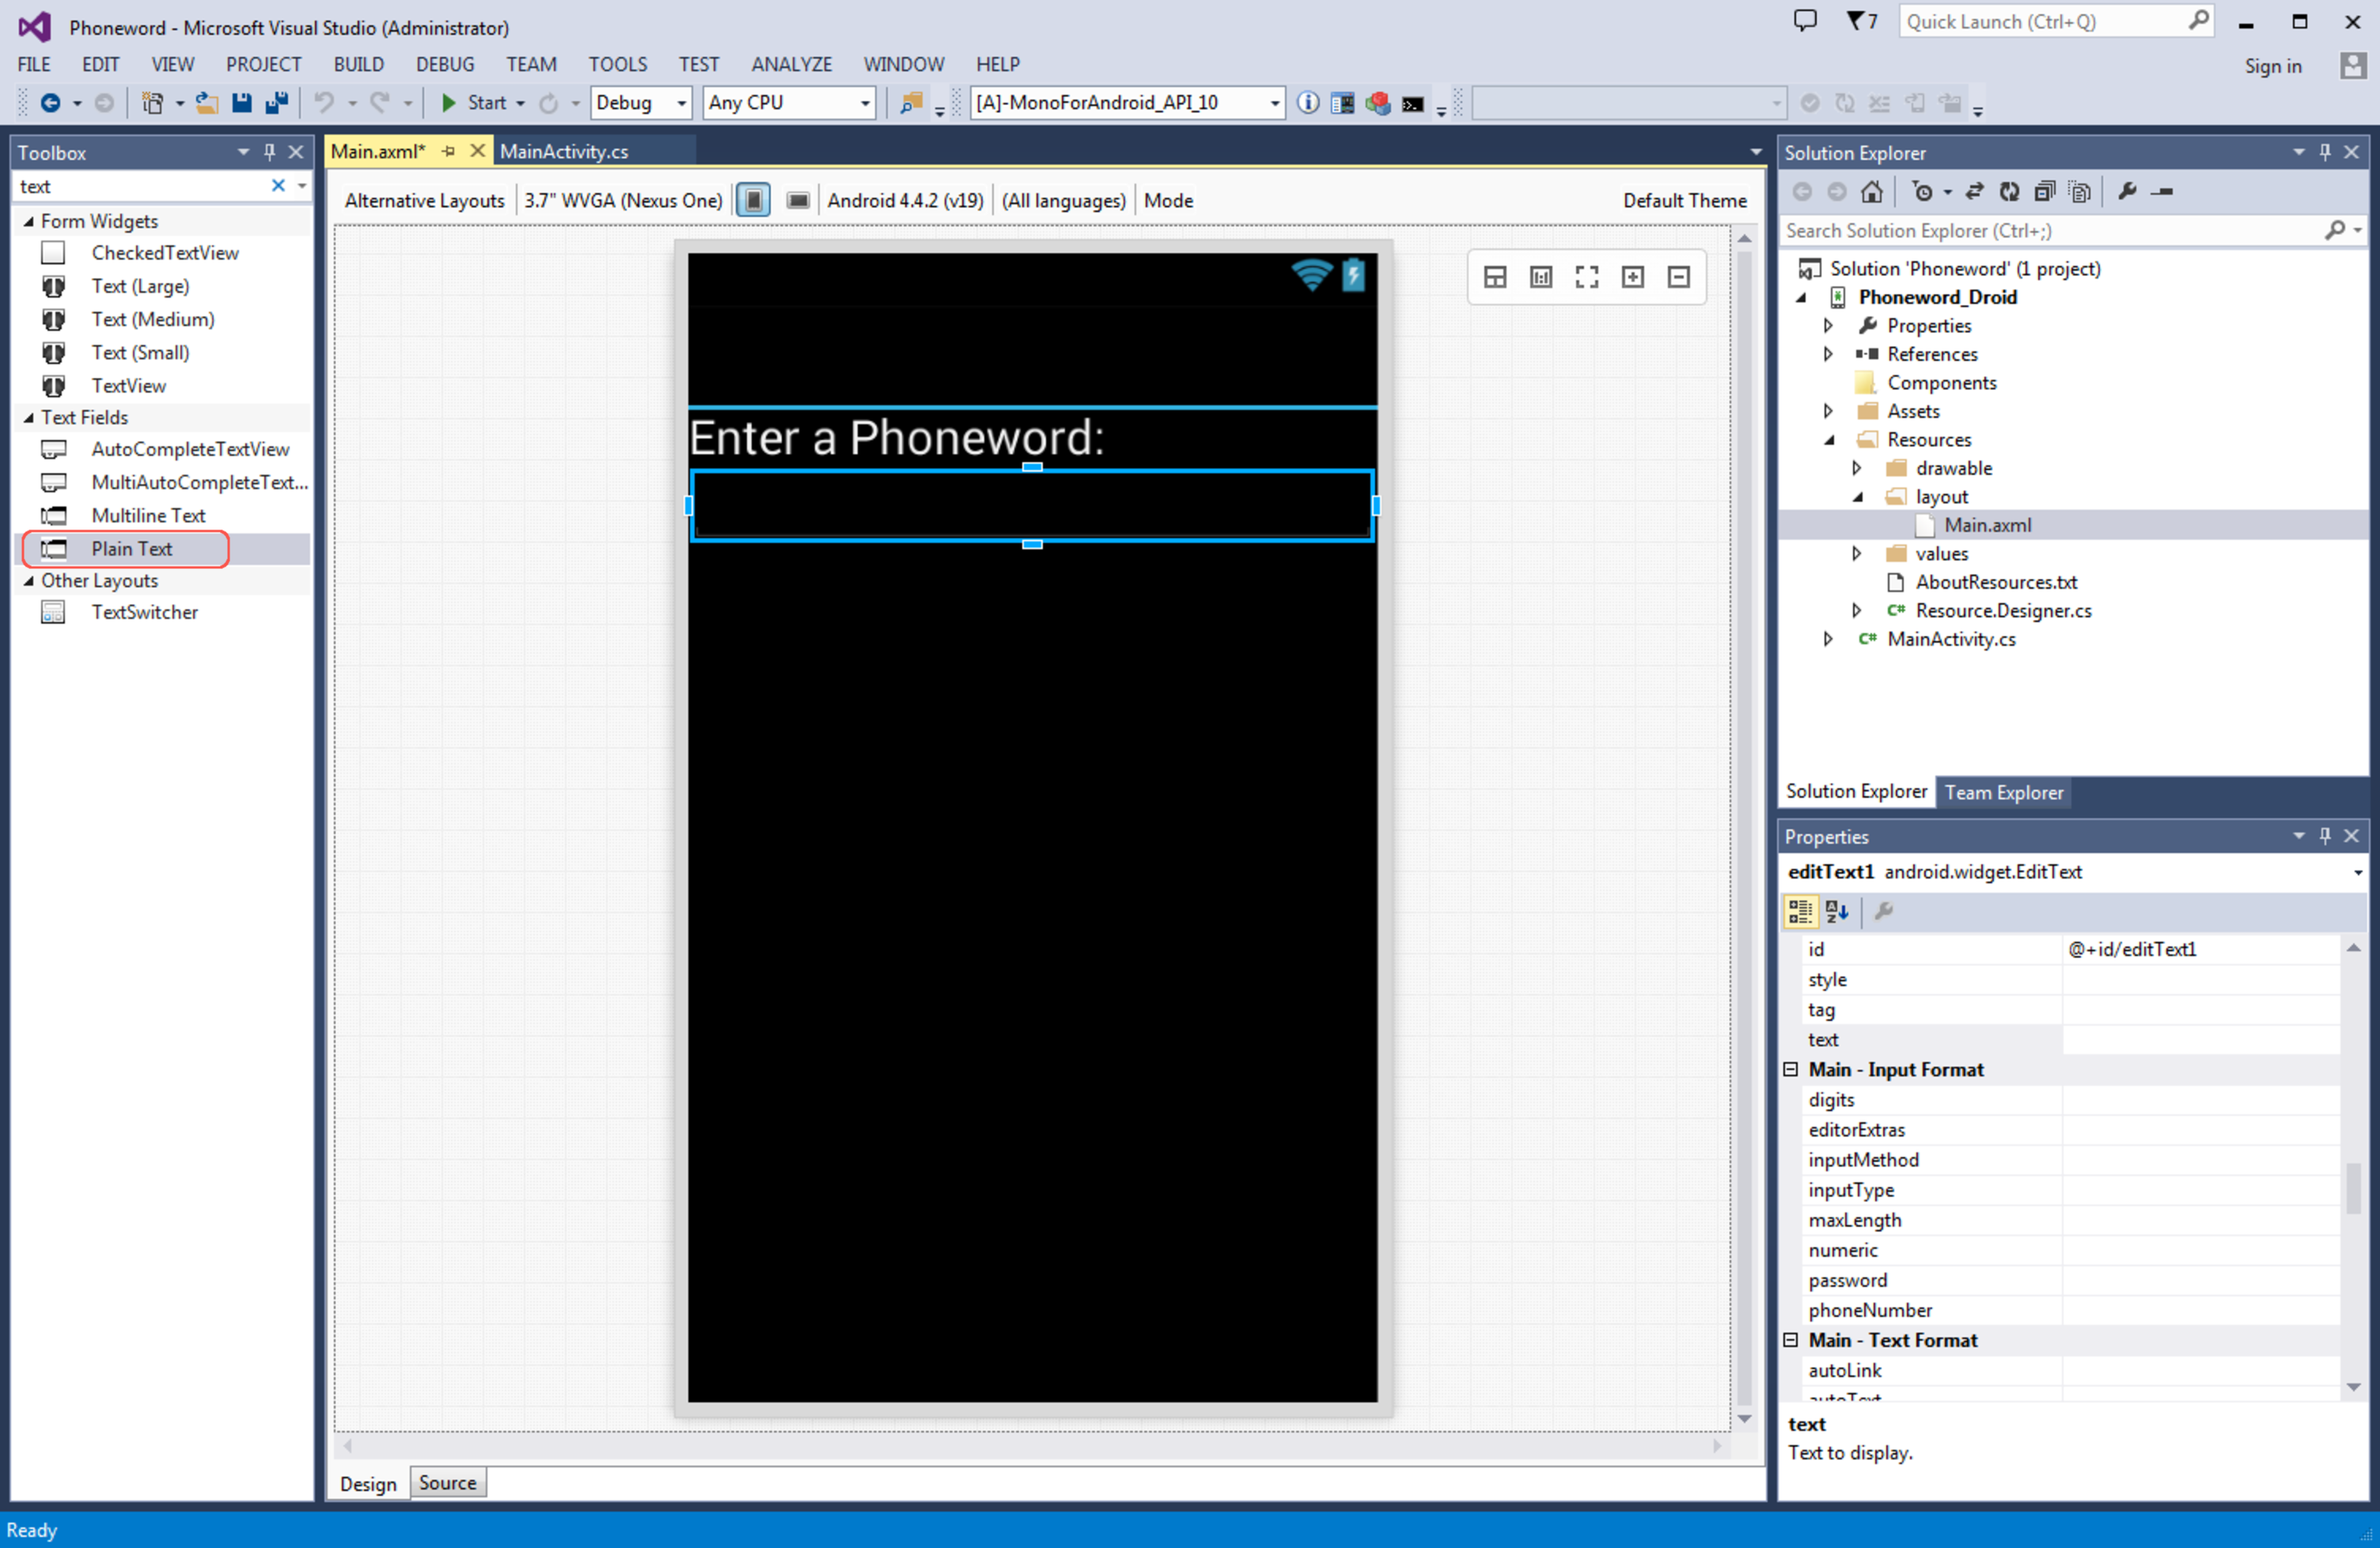 Phoneword - Microsoft Visual Studio (Administrator)
7
Quick Launch (Ctrl+Q)
FILE EDIT VIEW PROJECT BUILD DEBUG TEAM TOOLS TEST ANALYZE WINDOW HELP
Sign in
Start Debug Any CPU [A]-MonoForAndroid_API_10
Toolbox
text
Form Widgets
CheckedTextView
Text (Large)
Text (Medium)
Text (Small)
TextView
Text Fields
AutoCompleteTextView
MultiAutoCompleteText...
Multiline Text
Plain Text
Other Layouts
TextSwitcher
Main.axml* MainActivity.cs
Alternative Layouts 3.7" WVGA (Nexus One) Android 4.4.2 (v19) (All languages) Mode Default Theme
Enter a Phoneword:
Design Source
Solution Explorer
Search Solution Explorer (Ctrl+;)
Solution 'Phoneword' (1 project)
Phoneword_Droid
Properties
References
Components
Assets
Resources
drawable
layout
Main.axml
values
AboutResources.txt
C# Resource.Designer.cs
C# MainActivity.cs
Solution Explorer Team Explorer
Properties
editText1 android.widget.EditText
id @+id/editText1
style
tag
text
Main - Input Format
digits
editorExtras
inputMethod
inputType
maxLength
numeric
password
phoneNumber
Main - Text Format
autoLink
autoText
text
Text to display.
Ready